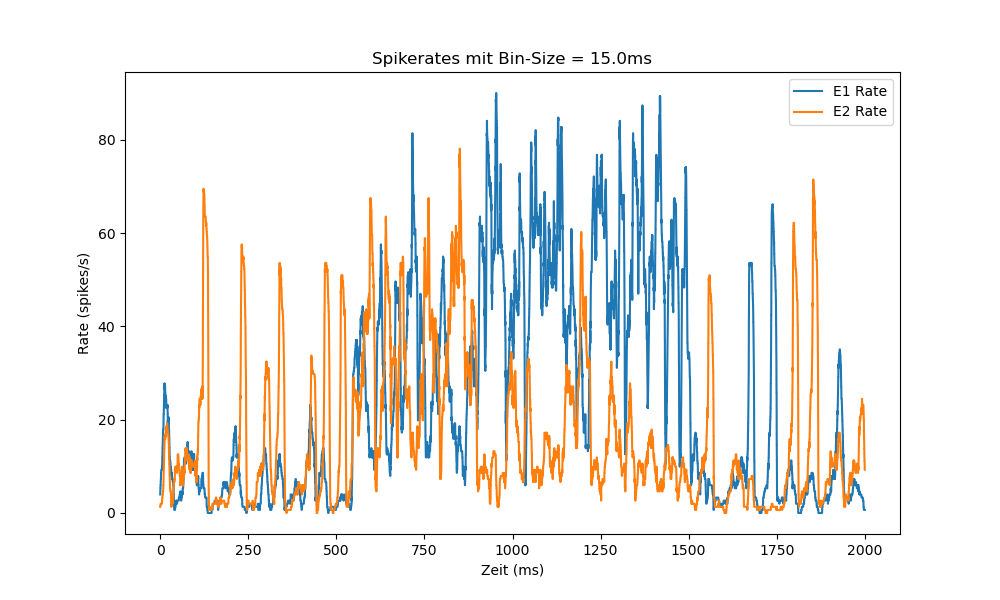 Spikerates mit Bin-Size = 15.0ms
E1 Rate
E2 Rate
Rate (spikes/s)
80
60
40
20
0
0 250 500 750 1000 1250 1500 1750 2000
Zeit (ms)